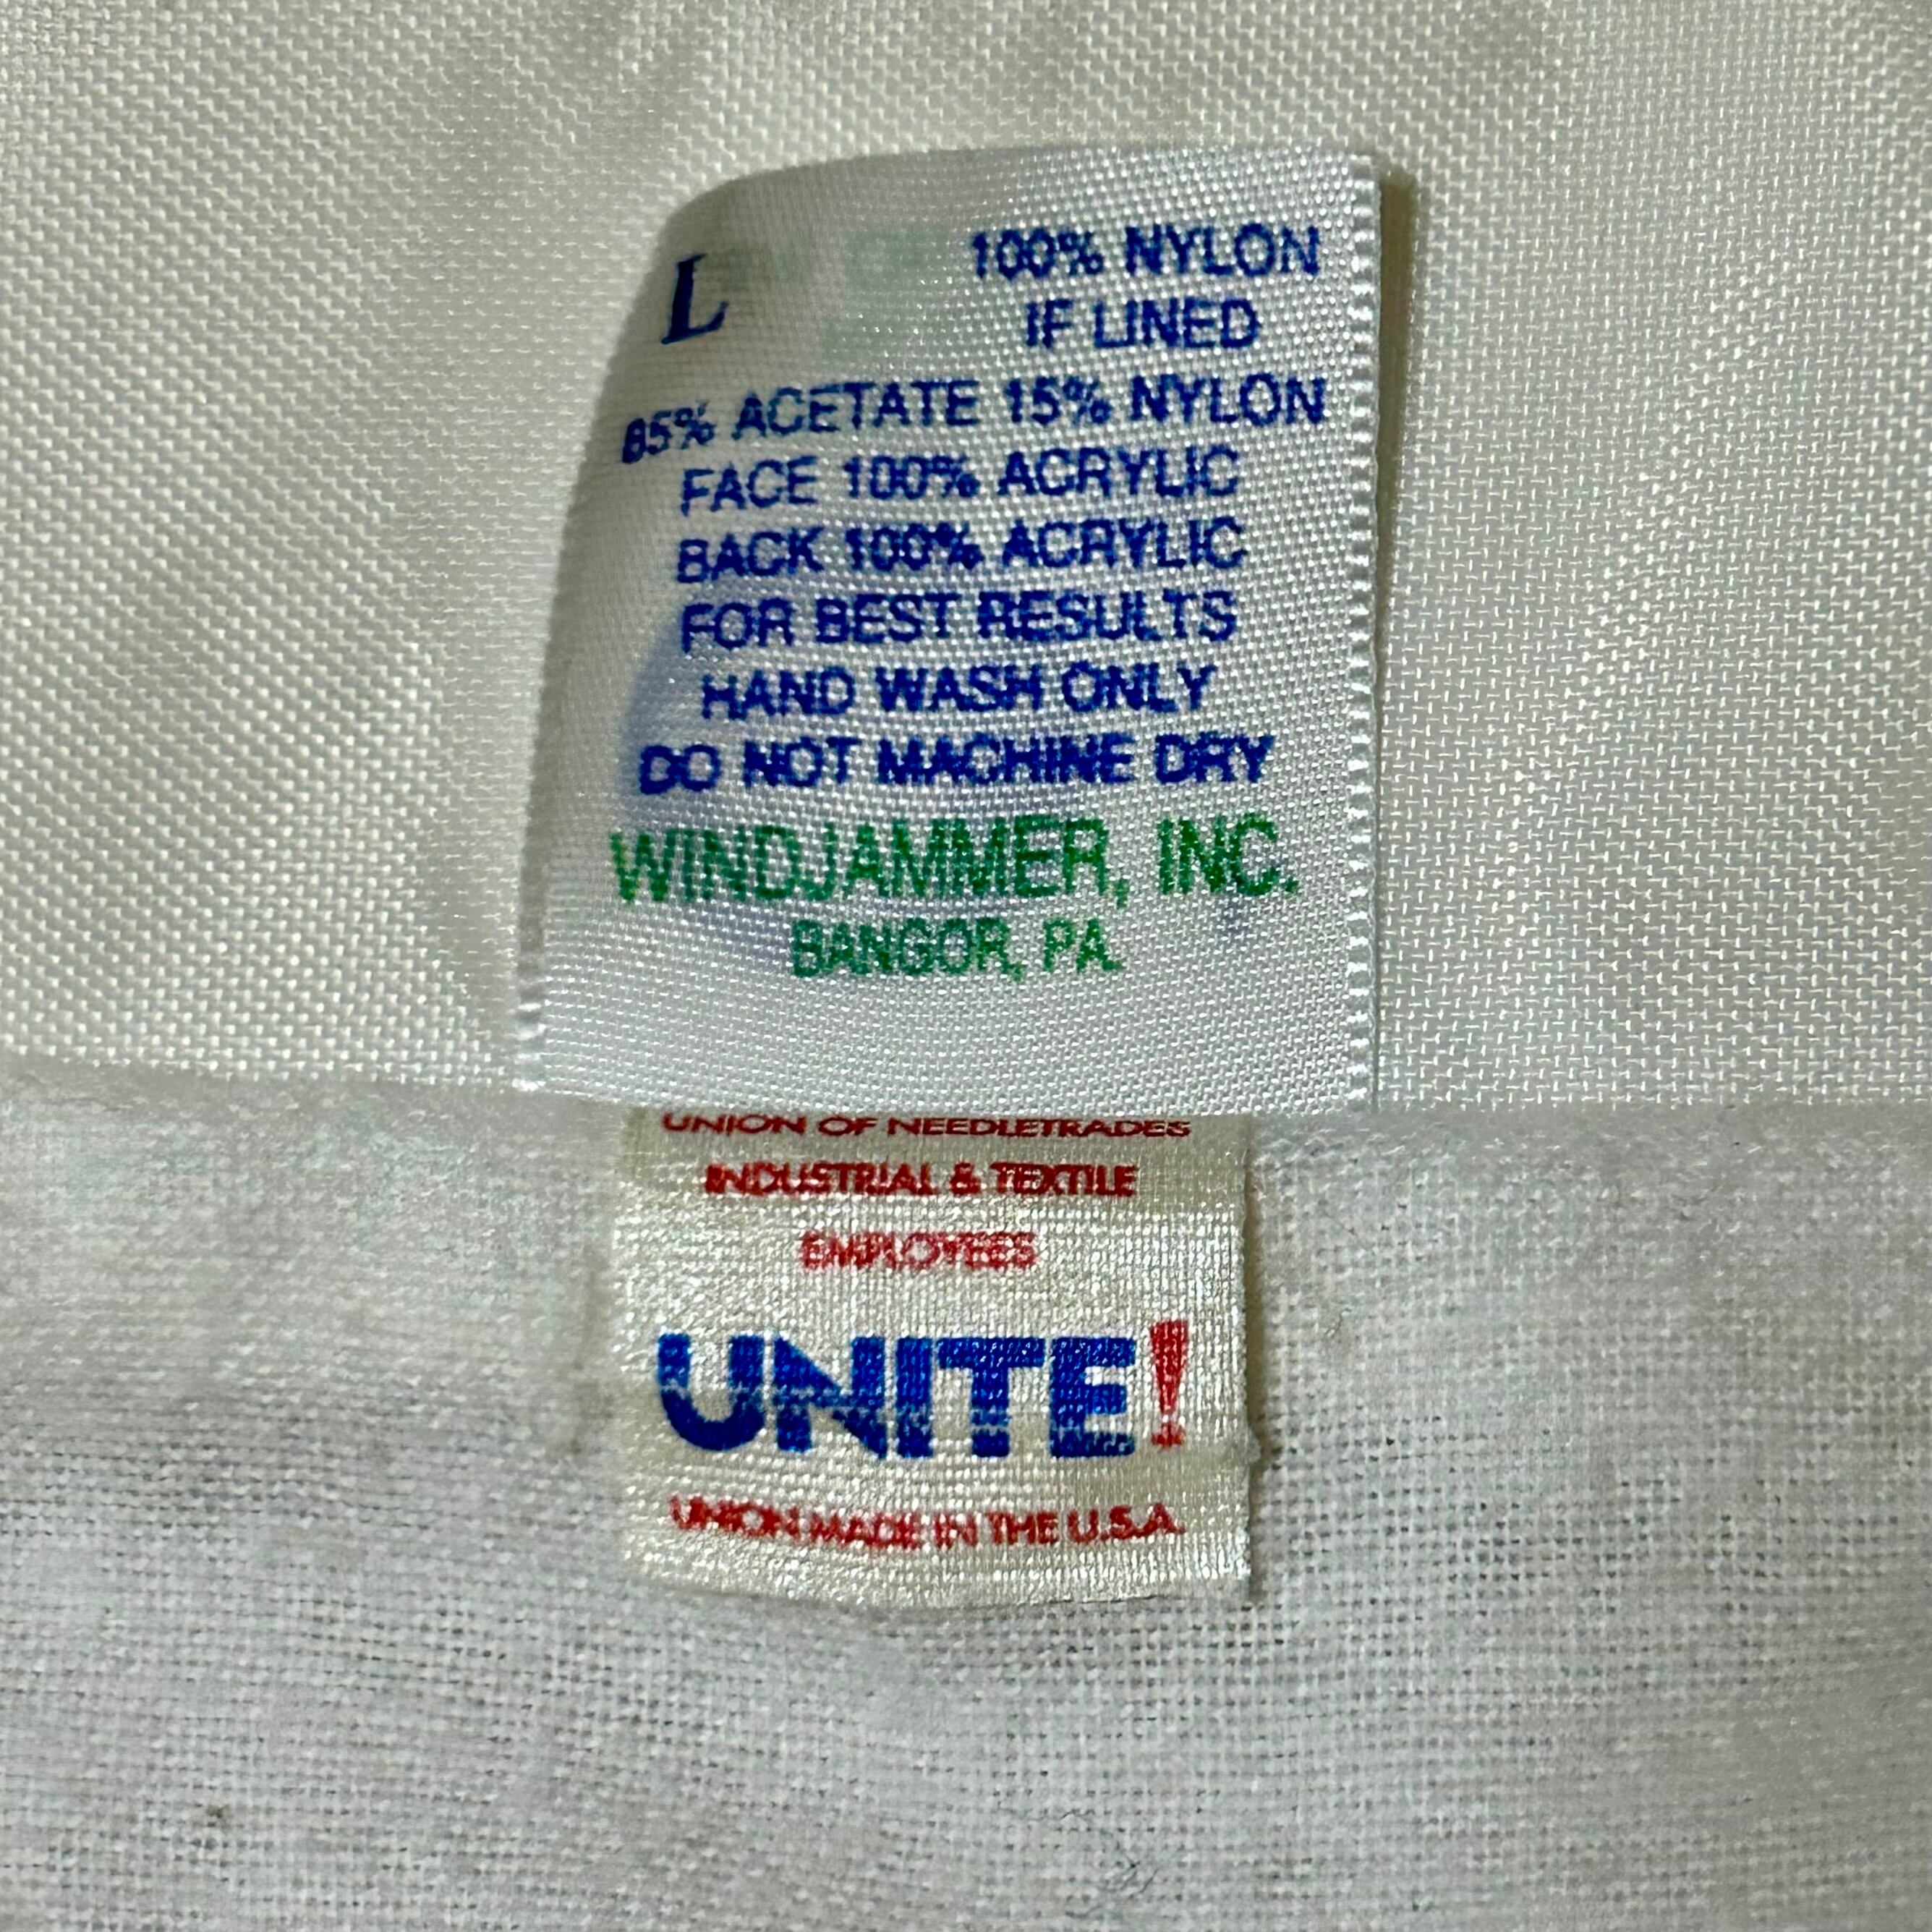 L 100% NYLON
IF LINED
85% ACETATE 15% NYLON
FACE 100% ACRYLIC
BACK 100% ACRYLIC
FOR BEST RESULTS
HAND WASH ONLY
DO NOT MACHINE DRY
WINDJAMMER, INC.
BANGOR, PA.
UNION OF NEEDLETRADES
INDUSTRIAL & TEXTILE
EMPLOYEES
UNITE!
UNION MADE IN THE U.S.A.